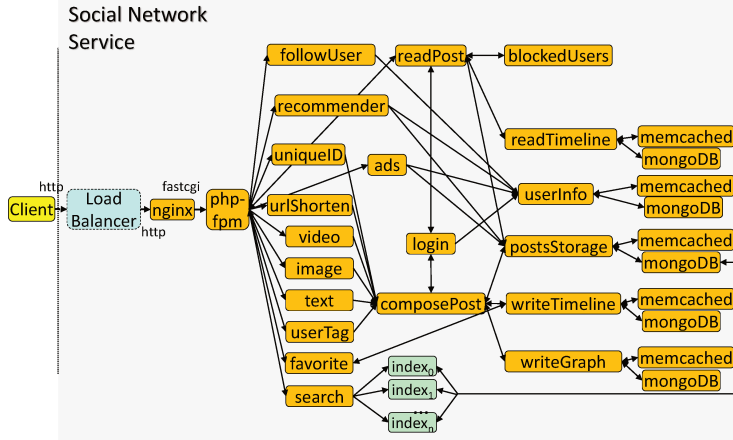 Social Network
Service
followUser
readPost
blockedUsers
recommender
readTimeline
memcached
mongoDB
uniqueID
ads
http
fastcgi
userInfo
memcached
mongoDB
Client
Load
Balancer
nginx
php-
fpm
urlShorten
http
video
login
postsStorage
memcached
mongoDB
image
text
composePost
writeTimeline
memcached
mongoDB
userTag
favorite
writeGraph
memcached
mongoDB
search
index0
index1
...
indexn